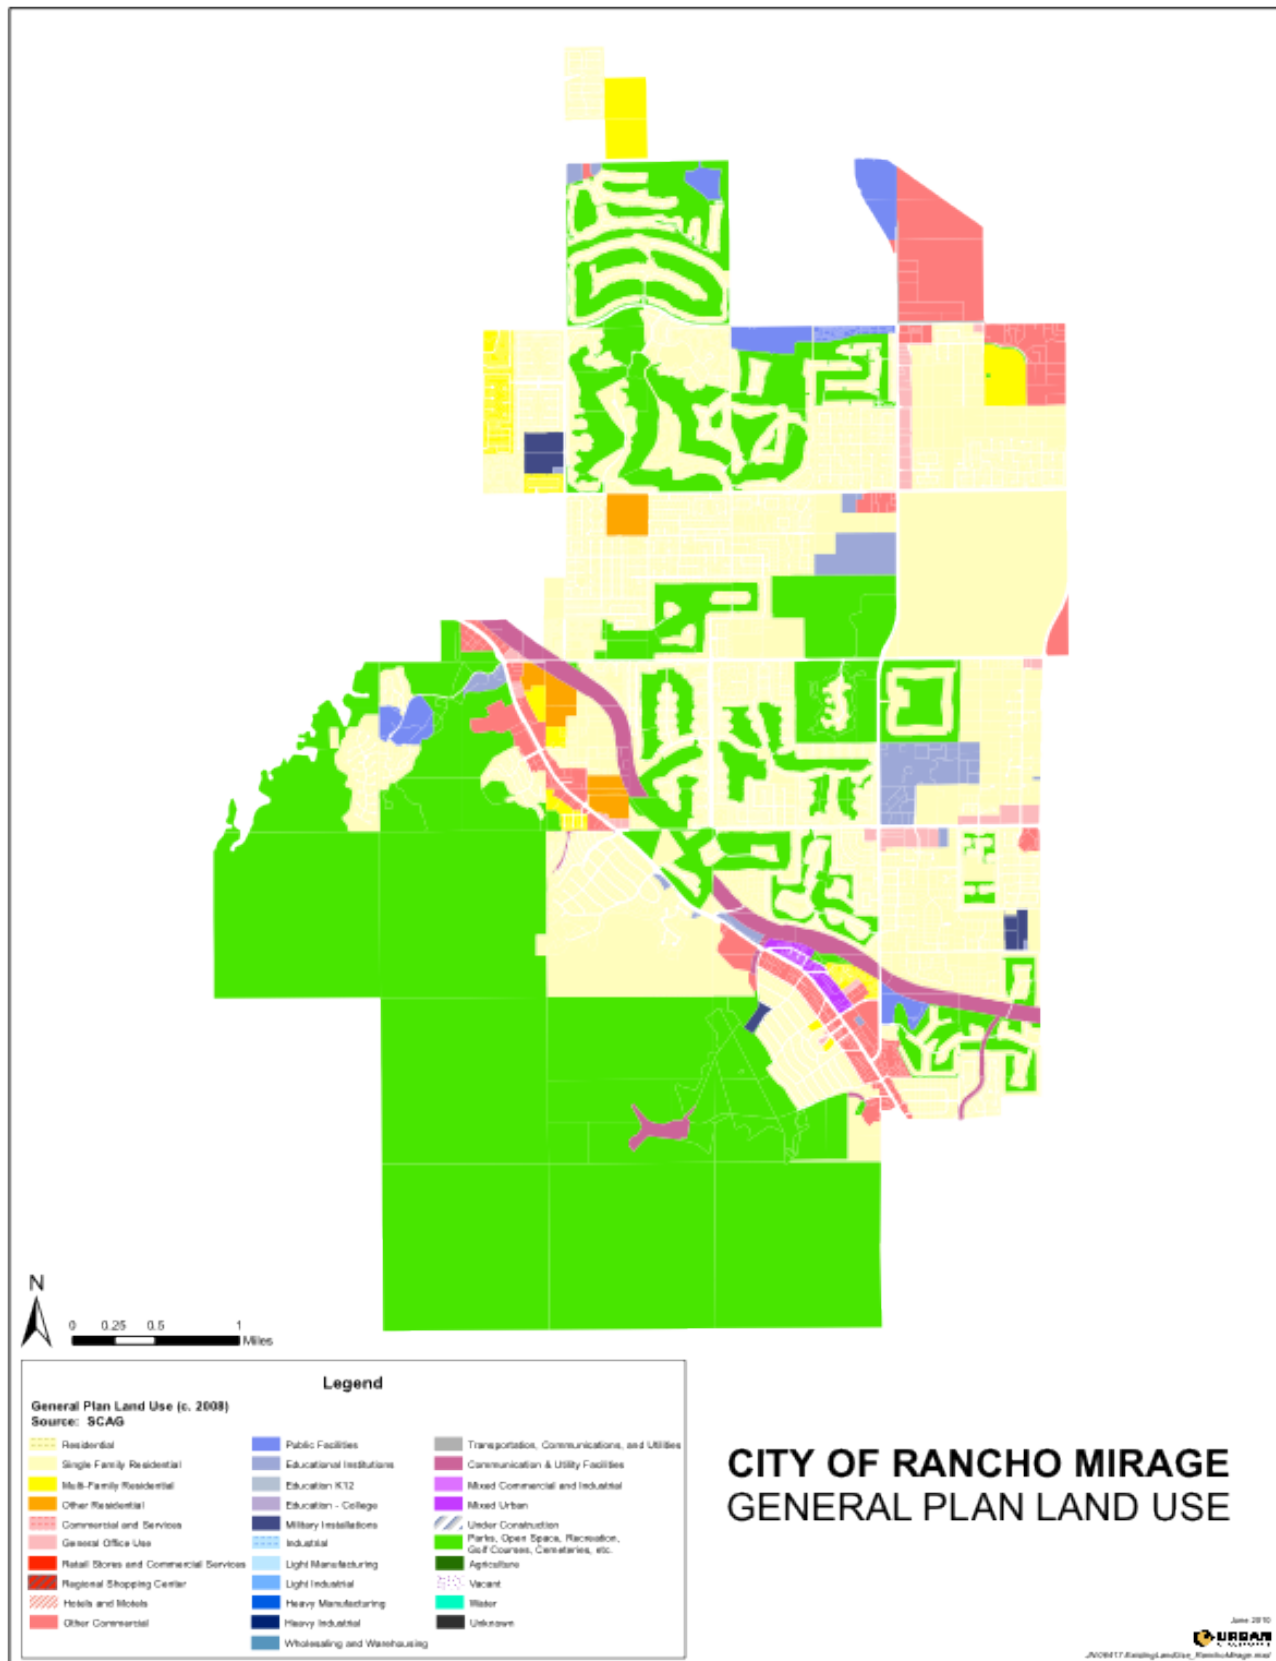 N
0 0.25 0.5 1
Miles
Legend
General Plan Land Use (c. 2008)
Source: SCAG
Residential
Single Family Residential
Multi-Family Residential
Other Residential
Commercial and Services
General Office Use
Retail Stores and Commercial Services
Regional Shopping Center
Hotels and Motels
Other Commercial
Public Facilities
Educational Institutions
Education K12
Education - College
Military Installations
Industrial
Light Manufacturing
Light Industrial
Heavy Manufacturing
Heavy Industrial
Wholesaling and Warehousing
Transportation, Communications, and Utilities
Communication & Utility Facilities
Mixed Commercial and Industrial
Mixed Urban
Under Construction
Parks, Open Space, Recreation,
Golf Courses, Cemeteries, etc.
Agriculture
Vacant
Water
Unknown
CITY OF RANCHO MIRAGE
GENERAL PLAN LAND USE
June 2010
URBAN